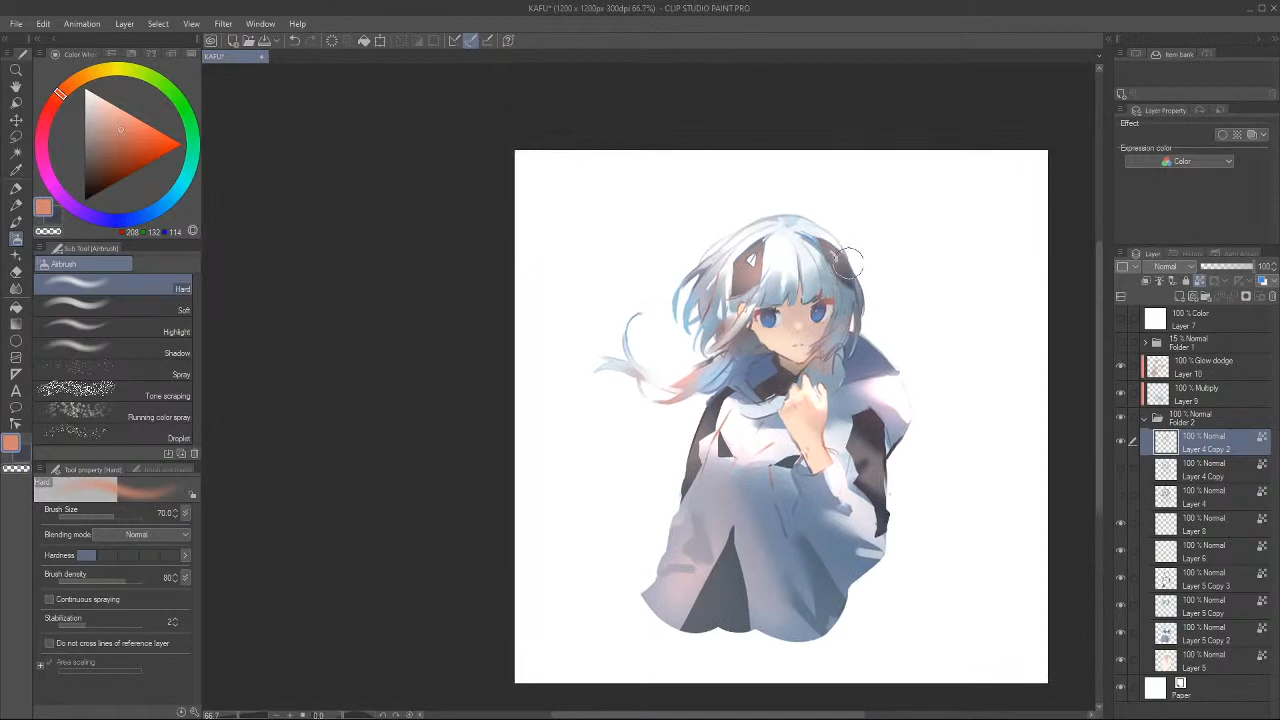 KAFU* (1200 x 1200px 300dpi 66.7%) - CLIP STUDIO PAINT PRO
File Edit Animation Layer Select View Filter Window Help
Color Whe
KAFU*
208 132 114
Sub Tool [Airbrush]
Airbrush
Hard
Soft
Highlight
Shadow
Spray
Tone scraping
Running color spray
Droplet
Tool property [Hard]
Hard
Brush Size 70.0
Blending mode Normal
Hardness
Brush density 80
Continuous spraying
Stabilization 2
Do not cross lines of reference layer
Area scaling
66.7 0.0
Item bank
Layer Property
Effect
Expression color
Color
Layer
Normal 100
100 % Color
Layer 7
15 % Normal
Folder 1
100 % Glow dodge
Layer 10
100 % Multiply
Layer 9
100 % Normal
Folder 2
100 % Normal
Layer 4 Copy 2
100 % Normal
Layer 4 Copy
100 % Normal
Layer 4
100 % Normal
Layer 8
100 % Normal
Layer 6
100 % Normal
Layer 5 Copy 3
100 % Normal
Layer 5 Copy
100 % Normal
Layer 5 Copy 2
100 % Normal
Layer 5
Paper